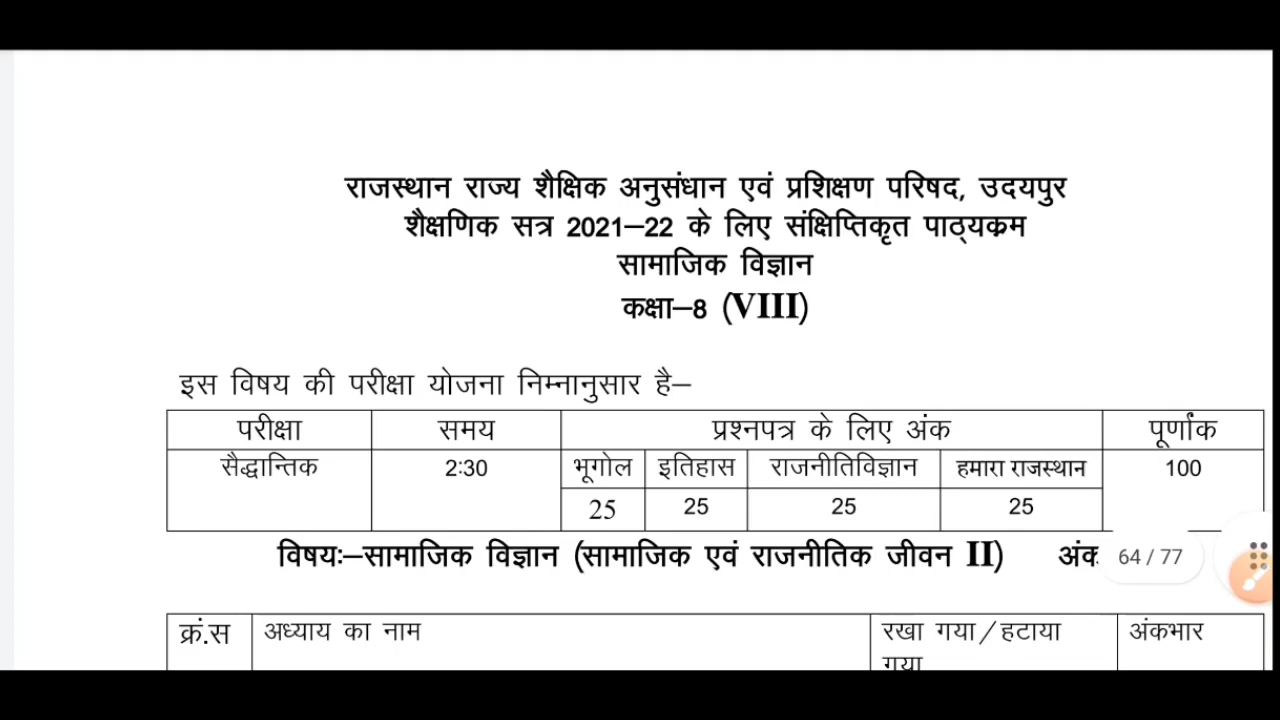 राजस्थान राज्य शैक्षिक अनुसंधान एवं प्रशिक्षण परिषद, उदयपुर
शैक्षणिक सत्र 2021–22 के लिए संक्षिप्तिकृत पाठ्यक्रम
सामाजिक विज्ञान
कक्षा–8 (VIII)
इस विषय की परीक्षा योजना निम्नानुसार है–
परीक्षा समय प्रश्नपत्र के लिए अंक पूर्णांक
सैद्धान्तिक 2:30 भूगोल इतिहास राजनीतिविज्ञान हमारा राजस्थान 100
25 25 25 25
विषयः–सामाजिक विज्ञान (सामाजिक एवं राजनीतिक जीवन II) अंक
64 / 77
क्रं.स अध्याय का नाम रखा गया/हटाया अंकभार
गया